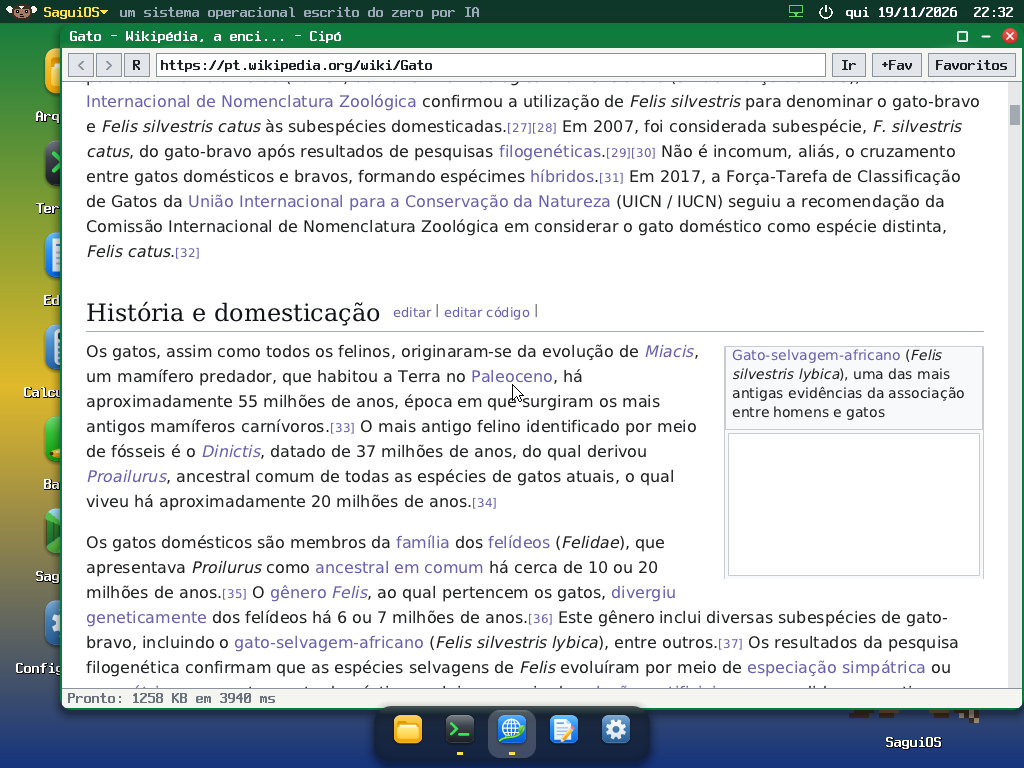 SaguiOS▾ um sistema operacional escrito do zero por IA
qui 19/11/2026 22:32
Gato - Wikipédia, a enci... - Cipó
< > R https://pt.wikipedia.org/wiki/Gato Ir +Fav Favoritos
Internacional de Nomenclatura Zoológica confirmou a utilização de Felis silvestris para denominar o gato-bravo
e Felis silvestris catus às subespécies domesticadas.[27][28] Em 2007, foi considerada subespécie, F. silvestris
catus, do gato-bravo após resultados de pesquisas filogenéticas.[29][30] Não é incomum, aliás, o cruzamento
entre gatos domésticos e bravos, formando espécimes híbridos.[31] Em 2017, a Força-Tarefa de Classificação
de Gatos da União Internacional para a Conservação da Natureza (UICN / IUCN) seguiu a recomendação da
Comissão Internacional de Nomenclatura Zoológica em considerar o gato doméstico como espécie distinta,
Felis catus.[32]
História e domesticação editar | editar código |
Os gatos, assim como todos os felinos, originaram-se da evolução de Miacis,
um mamífero predador, que habitou a Terra no Paleoceno, há
aproximadamente 55 milhões de anos, época em que surgiram os mais
antigos mamíferos carnívoros.[33] O mais antigo felino identificado por meio
de fósseis é o Dinictis, datado de 37 milhões de anos, do qual derivou
Proailurus, ancestral comum de todas as espécies de gatos atuais, o qual
viveu há aproximadamente 20 milhões de anos.[34]
Gato-selvagem-africano (Felis
silvestris lybica), uma das mais
antigas evidências da associação
entre homens e gatos
Os gatos domésticos são membros da família dos felídeos (Felidae), que
apresentava Proilurus como ancestral em comum há cerca de 10 ou 20
milhões de anos.[35] O gênero Felis, ao qual pertencem os gatos, divergiu
geneticamente dos felídeos há 6 ou 7 milhões de anos.[36] Este gênero inclui diversas subespécies de gato-
bravo, incluindo o gato-selvagem-africano (Felis silvestris lybica), entre outros.[37] Os resultados da pesquisa
filogenética confirmam que as espécies selvagens de Felis evoluíram por meio de especiação simpátrica ou
Pronto: 1258 KB em 3940 ms
Arq
Ter
Ed
Calcu
Ba
Sag
Config
SaguiOS